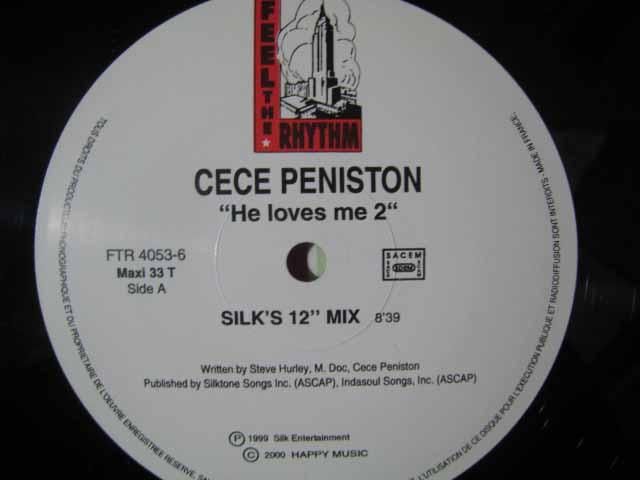 FEEL THE
RHYTHM
CECE PENISTON
"He loves me 2"
FTR 4053-6
Maxi 33 T
Side A
SACEM
SILK'S 12" MIX 8'39
Written by Steve Hurley, M. Doc, Cece Peniston
Published by Silktone Songs Inc. (ASCAP), Indasoul Songs, Inc. (ASCAP)
℗ 1999 Silk Entertainment
© 2000 HAPPY MUSIC
TOUS DROITS DU PRODUCTEUR PHONOGRAPHIQUE ET DU PROPRIETAIRE DE L'OEUVRE ENREGISTREE RESERVE, SA
L'UTILISATION DE CE DISQUE POUR L'EXECUTION PUBLIQUE ET RADIODIFFUSION SONT INTERDITS - MADE IN FRANCE.